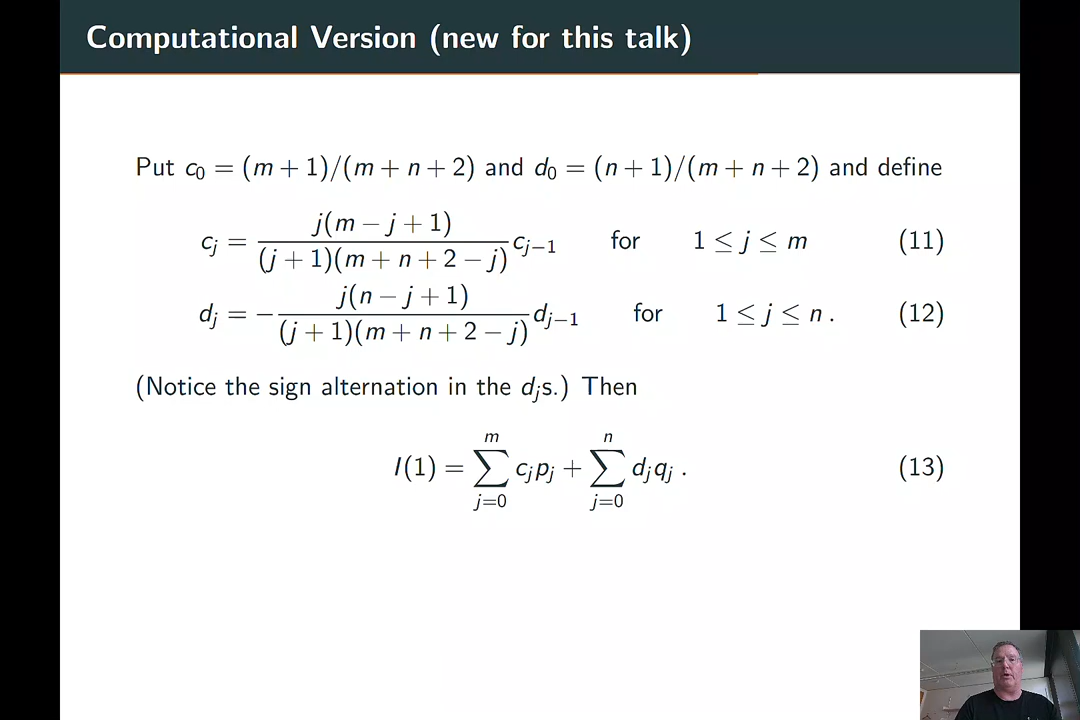 Computational Version (new for this talk)
Put c₀ = (m + 1)/(m + n + 2) and d₀ = (n + 1)/(m + n + 2) and define
cⱼ = j(m − j + 1) / (j + 1)(m + n + 2 − j) cⱼ₋₁ for 1 ≤ j ≤ m (11)
dⱼ = − j(n − j + 1) / (j + 1)(m + n + 2 − j) dⱼ₋₁ for 1 ≤ j ≤ n . (12)
(Notice the sign alternation in the dⱼs.) Then
I(1) = ∑_{j=0}^{m} cⱼpⱼ + ∑_{j=0}^{n} dⱼqⱼ . (13)